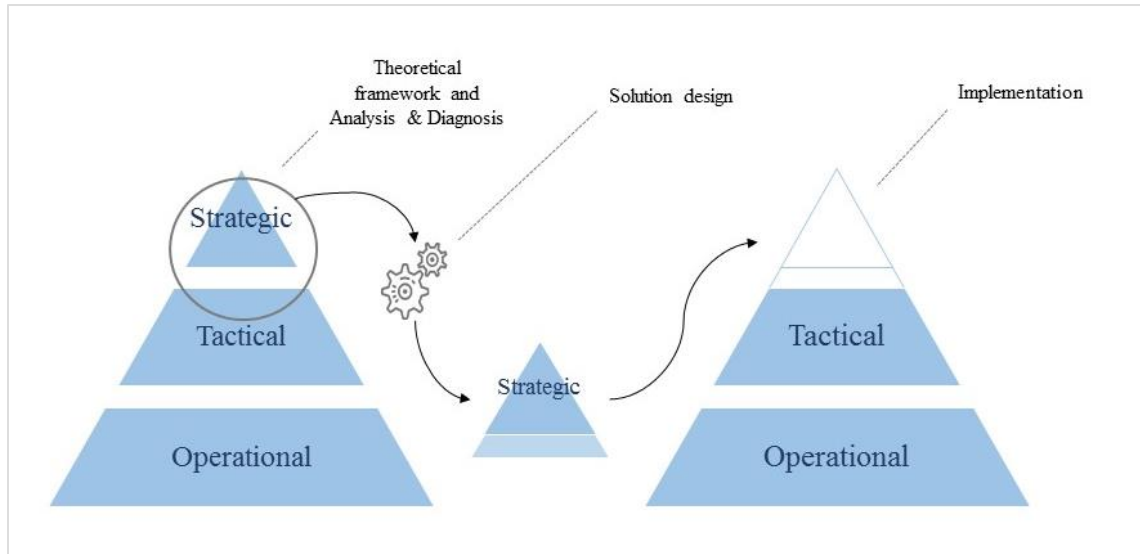 Theoretical
framework and
Analysis & Diagnosis
Solution design
Implementation
Strategic
Tactical
Operational
Strategic
Tactical
Operational